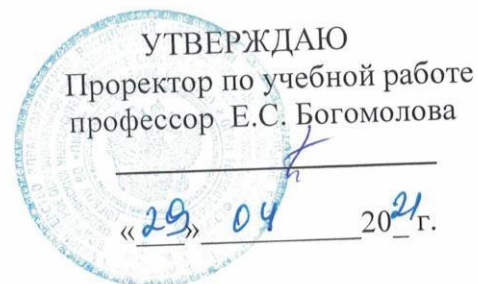 УТВЕРЖДАЮ
Проректор по учебной работе
профессор Е.С. Богомолова
«29» 04 2021 г.